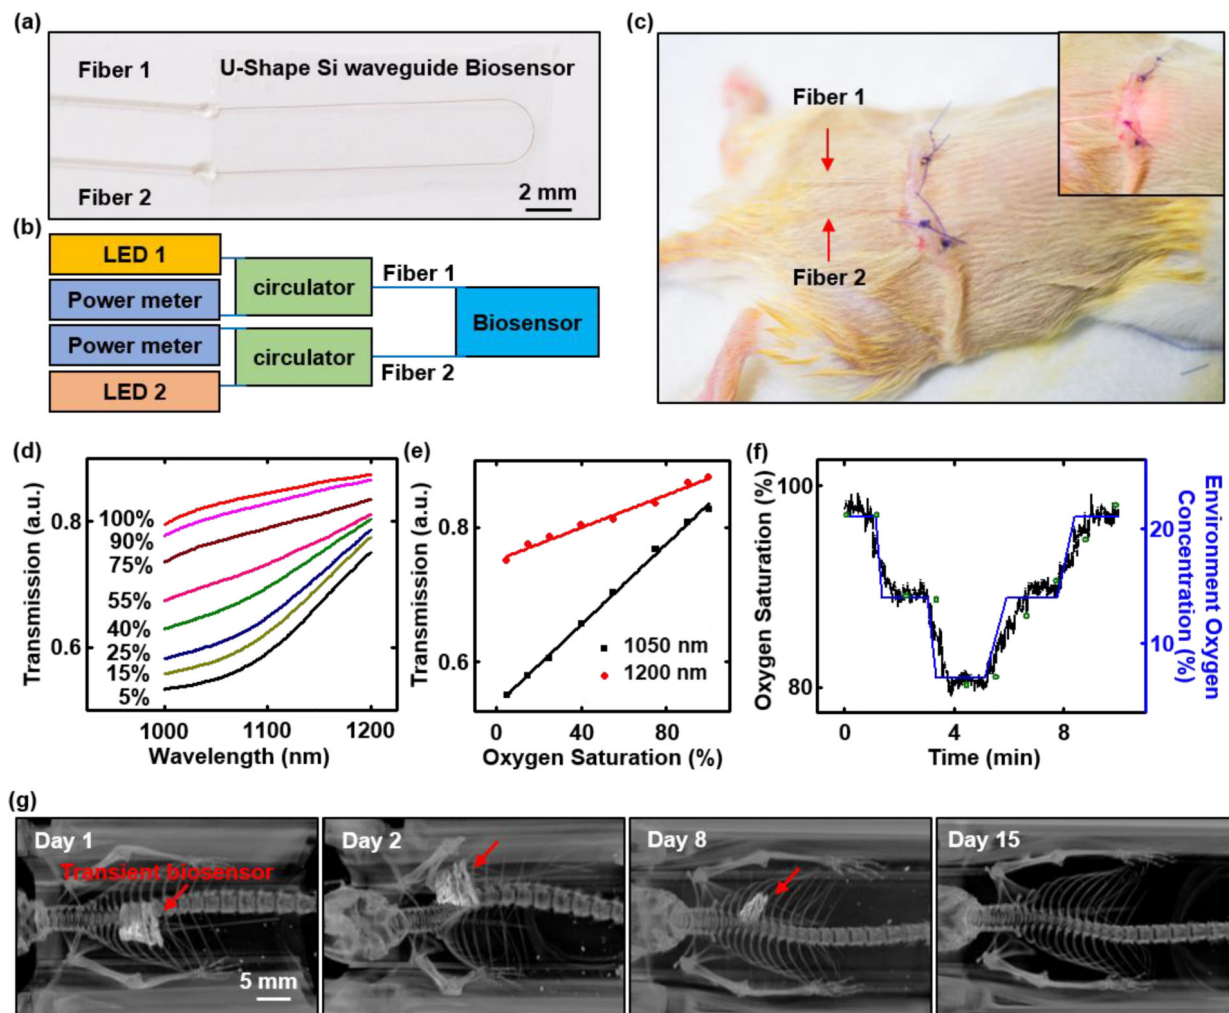 (a)
Fiber 1
U-Shape Si waveguide Biosensor
Fiber 2
2 mm
(b)
LED 1
Power meter
Power meter
LED 2
circulator
circulator
Fiber 1
Fiber 2
Biosensor
(c)
Fiber 1
Fiber 2
(d)
Transmission (a.u.)
0.8
0.6
100%
90%
75%
55%
40%
25%
15%
5%
1000
1100
1200
Wavelength (nm)
(e)
Transmission (a.u.)
0.8
0.6
1050 nm
1200 nm
0
40
80
Oxygen Saturation (%)
(f)
Oxygen Saturation (%)
100
80
0
4
8
Time (min)
20
10
Environment Oxygen
Concentration (%)
(g)
Day 1
Transient biosensor
5 mm
Day 2
Day 8
Day 15